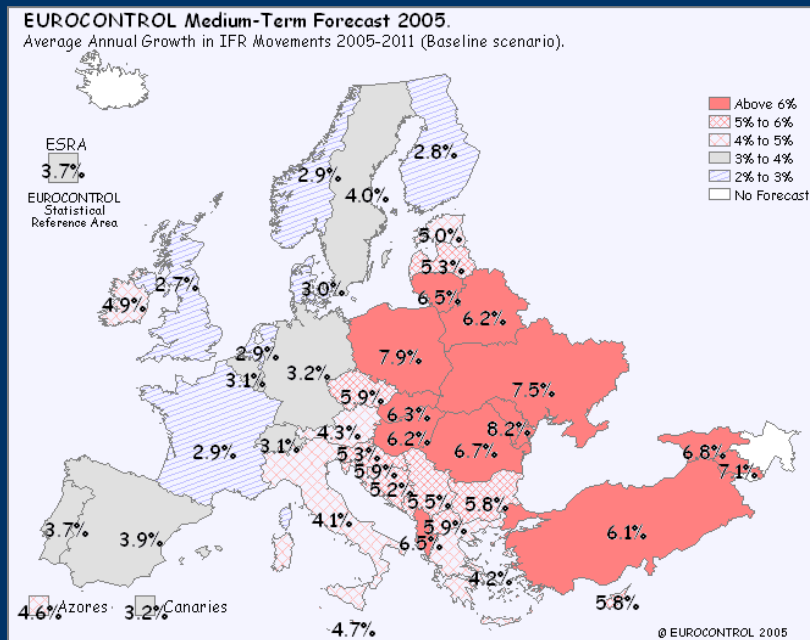 EUROCONTROL Medium-Term Forecast 2005.
Average Annual Growth in IFR Movements 2005-2011 (Baseline scenario).
Above 6%
5% to 6%
4% to 5%
3% to 4%
2% to 3%
No Forecast
ESRA
3.7%
EUROCONTROL
Statistical
Reference Area
2.8%
2.9%
4.0%
5.0%
5.3%
2.7%
3.0%
6.5%
4.9%
6.2%
2.9%
7.9%
3.1%
3.2%
7.5%
5.9%
6.3%
4.3%
8.2%
6.2%
3.1%
2.9%
6.7%
6.8%
5.3%
7.1%
5.9%
5.2%
5.5%
5.8%
3.7%
3.9%
4.1%
5.9%
6.1%
6.5%
4.2%
5.8%
4.6% Azores
3.2% Canaries
4.7%
© EUROCONTROL 2005